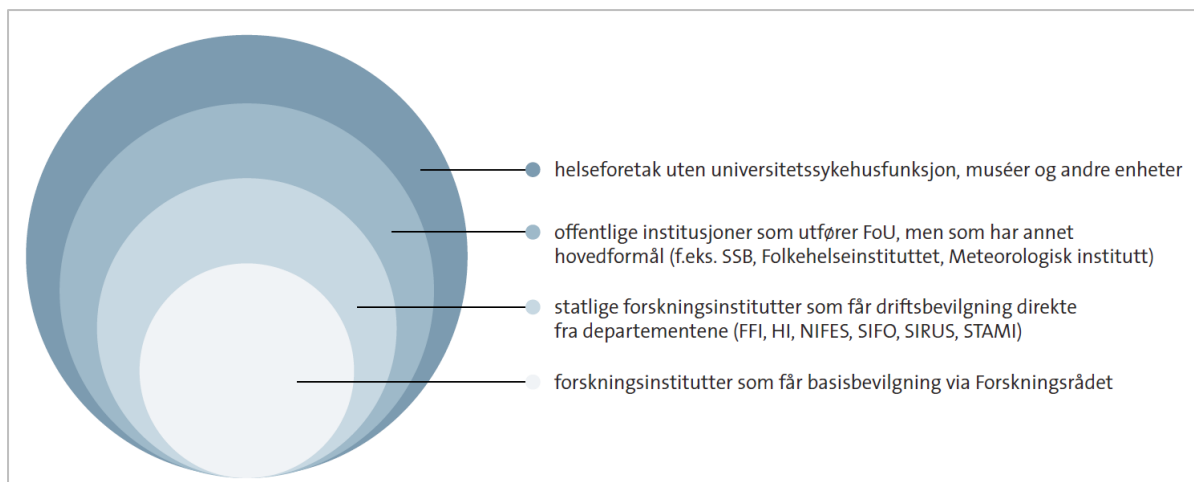 helseforetak uten universitetssykehusfunksjon, muséer og andre enheter
offentlige institusjoner som utfører FoU, men som har annet
hovedformål (f.eks. SSB, Folkehelseinstituttet, Meteorologisk institutt)
statlige forskningsinstitutter som får driftsbevilgning direkte
fra departementene (FFI, HI, NIFES, SIFO, SIRUS, STAMI)
forskningsinstitutter som får basisbevilgning via Forskningsrådet